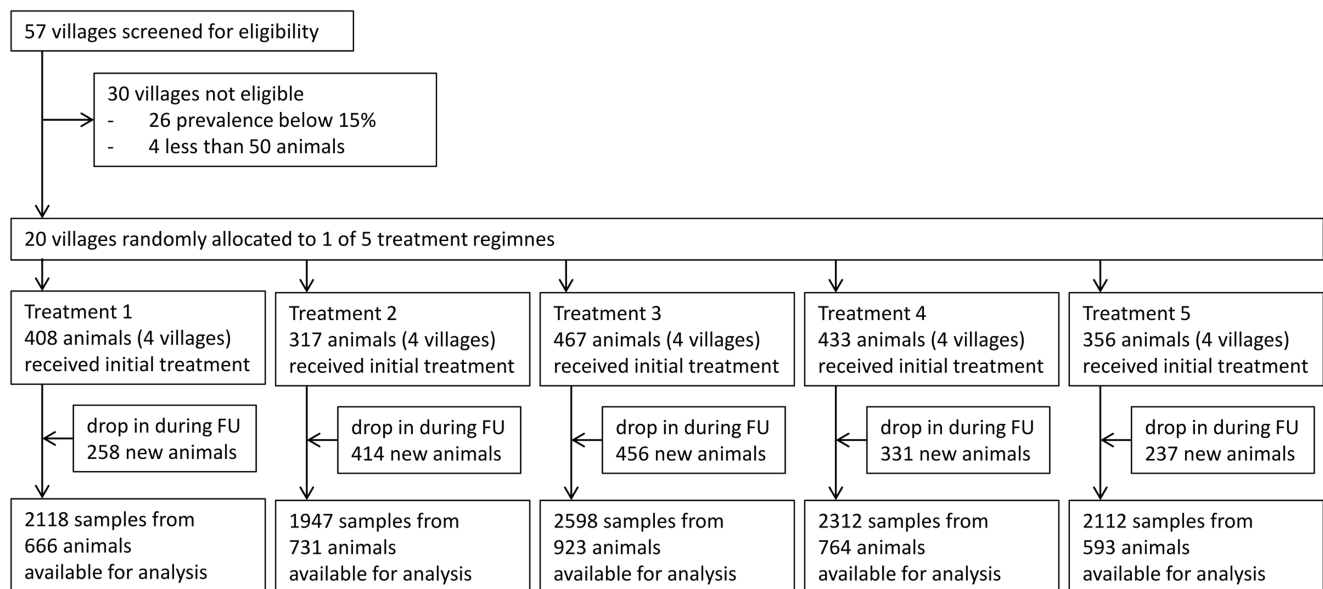 57 villages screened for eligibility
30 villages not eligible
- 26 prevalence below 15%
- 4 less than 50 animals
20 villages randomly allocated to 1 of 5 treatment regimnes
Treatment 1
408 animals (4 villages)
received initial treatment
Treatment 2
317 animals (4 villages)
received initial treatment
Treatment 3
467 animals (4 villages)
received initial treatment
Treatment 4
433 animals (4 villages)
received initial treatment
Treatment 5
356 animals (4 villages)
received initial treatment
drop in during FU
258 new animals
drop in during FU
414 new animals
drop in during FU
456 new animals
drop in during FU
331 new animals
drop in during FU
237 new animals
2118 samples from
666 animals
available for analysis
1947 samples from
731 animals
available for analysis
2598 samples from
923 animals
available for analysis
2312 samples from
764 animals
available for analysis
2112 samples from
593 animals
available for analysis